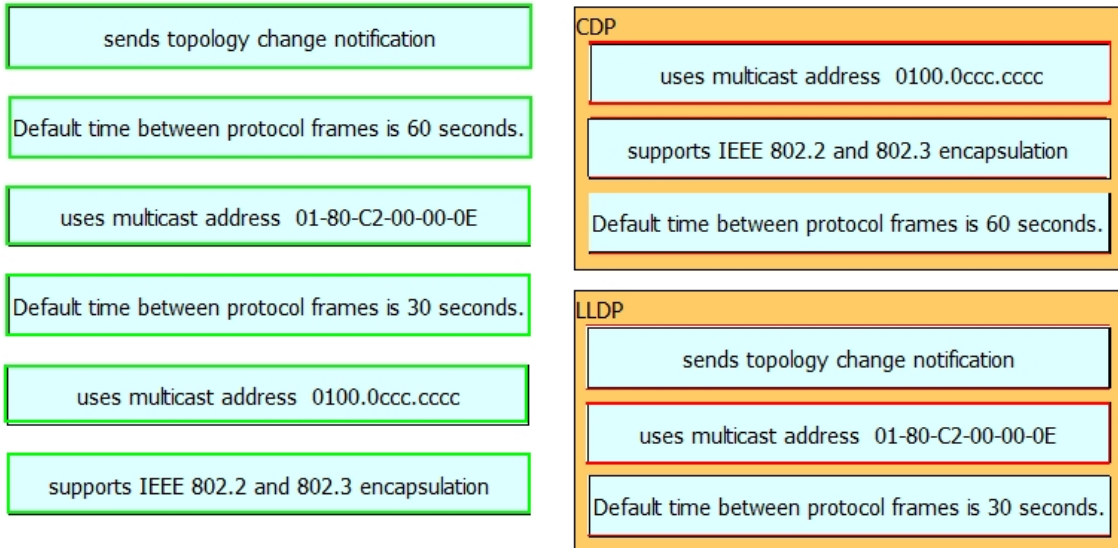 sends topology change notification
Default time between protocol frames is 60 seconds.
uses multicast address 01-80-C2-00-00-0E
Default time between protocol frames is 30 seconds.
uses multicast address 0100.0ccc.cccc
supports IEEE 802.2 and 802.3 encapsulation
CDP
uses multicast address 0100.0ccc.cccc
supports IEEE 802.2 and 802.3 encapsulation
Default time between protocol frames is 60 seconds.
LLDP
sends topology change notification
uses multicast address 01-80-C2-00-00-0E
Default time between protocol frames is 30 seconds.